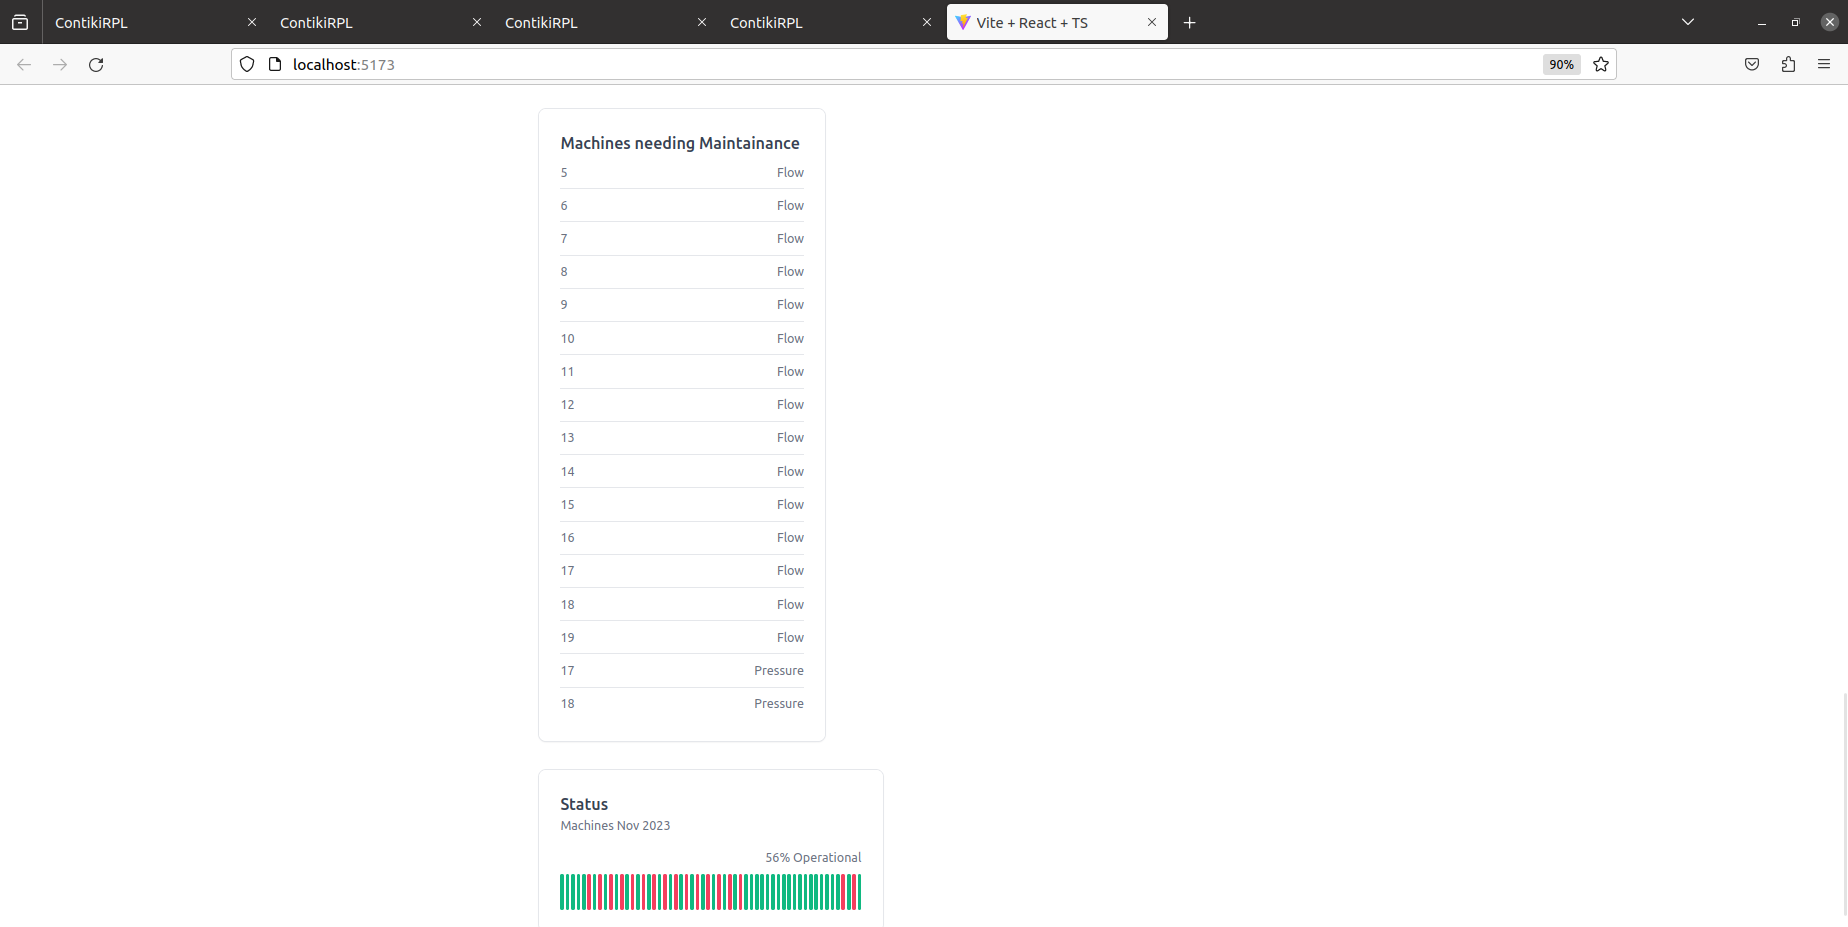 ContikiRPL ContikiRPL ContikiRPL ContikiRPL Vite + React + TS
localhost:5173 90%
Machines needing Maintainance
5 Flow
6 Flow
7 Flow
8 Flow
9 Flow
10 Flow
11 Flow
12 Flow
13 Flow
14 Flow
15 Flow
16 Flow
17 Flow
18 Flow
19 Flow
17 Pressure
18 Pressure
Status
Machines Nov 2023
56% Operational